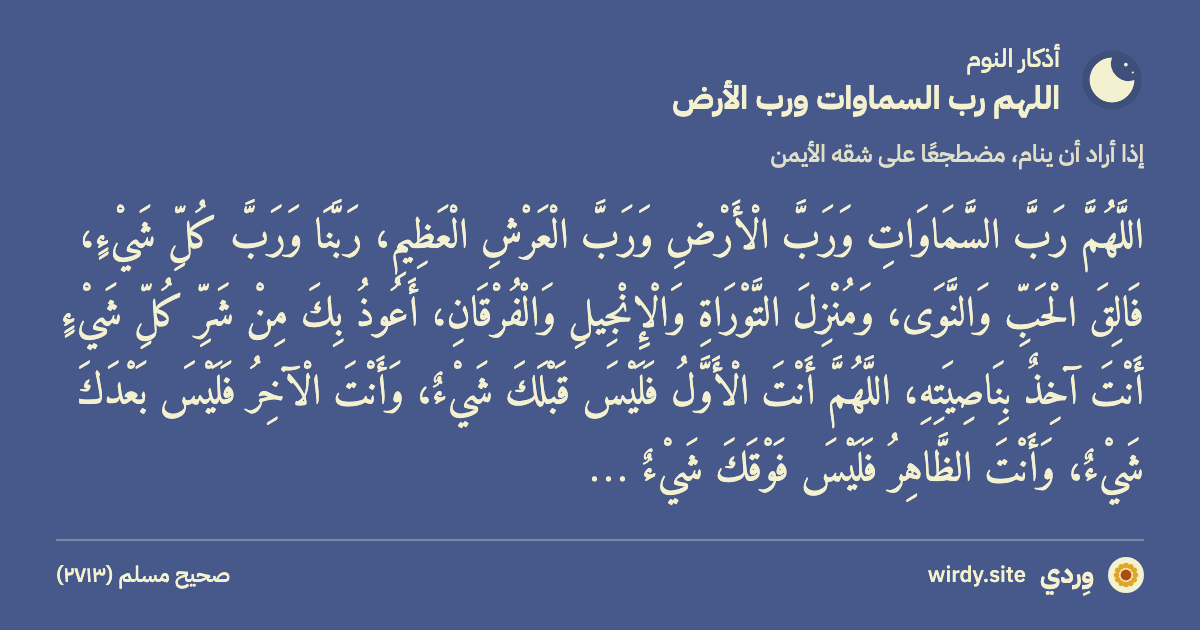 أذكار النوم
اللهم رب السماوات ورب الأرض
إذا أراد أن ينام، مضطجعًا على شقه الأيمن
اللَّهُمَّ رَبَّ السَّمَاوَاتِ وَرَبَّ الْأَرْضِ وَرَبَّ الْعَرْشِ الْعَظِيمِ، رَبَّنَا وَرَبَّ كُلِّ شَيْءٍ،
فَالِقَ الْحَبِّ وَالنَّوَى، وَمُنْزِلَ التَّوْرَاةِ وَالْإِنْجِيلِ وَالْفُرْقَانِ، أَعُوذُ بِكَ مِنْ شَرِّ كُلِّ شَيْءٍ
أَنْتَ آخِذٌ بِنَاصِيَتِهِ، اللَّهُمَّ أَنْتَ الْأَوَّلُ فَلَيْسَ قَبْلَكَ شَيْءٌ، وَأَنْتَ الْآخِرُ فَلَيْسَ بَعْدَكَ
شَيْءٌ، وَأَنْتَ الظَّاهِرُ فَلَيْسَ فَوْقَكَ شَيْءٌ ...
وِردي wirdy.site
صحيح مسلم (٢٧١٣)